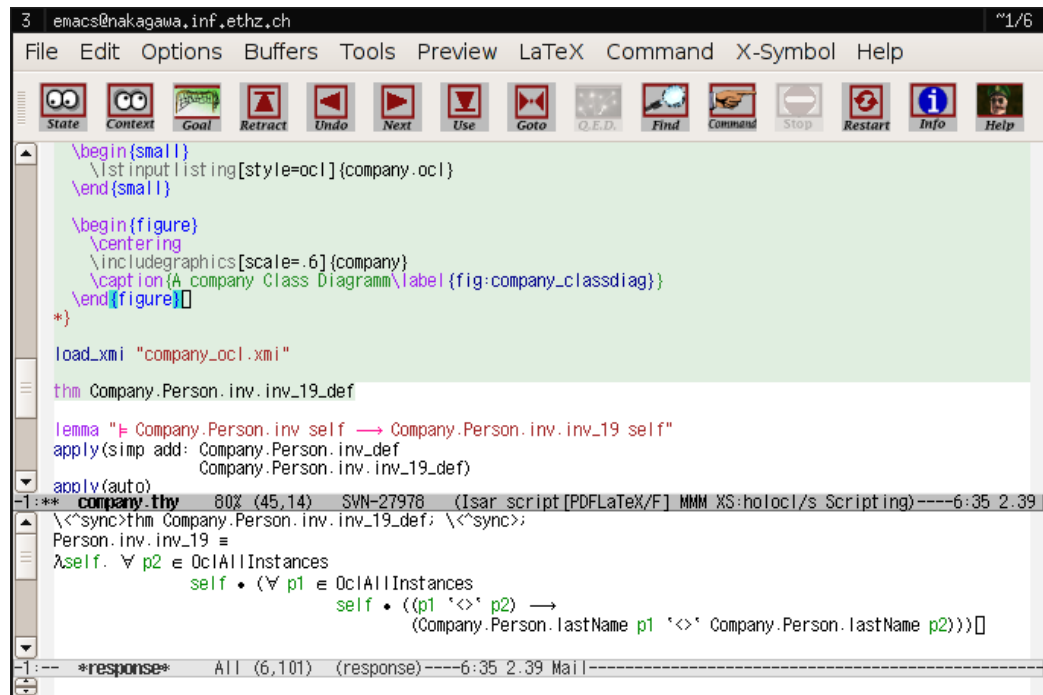 3 emacs@nakagawa.inf.ethz.ch ~1/6
File Edit Options Buffers Tools Preview LaTeX Command X-Symbol Help
State Context Goal Retract Undo Next Use Goto Q.E.D. Find Command Stop Restart Info Help
\begin{small}
\lstinputlisting[style=ocl]{company.ocl}
\end{small}
\begin{figure}
\centering
\includegraphics[scale=.6]{company}
\caption{A company Class Diagramm\label{fig:company_classdiag}}
\end{figure}
*}
load_xmi "company_ocl.xmi"
thm Company.Person.inv.inv_19_def
lemma "⊨ Company.Person.inv self ⟶ Company.Person.inv.inv_19 self"
apply(simp add: Company.Person.inv_def
Company.Person.inv.inv_19_def)
apply(auto)
-1:** company.thy 80% (45,14) SVN-27978 (Isar script[PDFLaTeX/F] MMM XS:holocl/s Scripting)----6:35 2.39
\<^sync>thm Company.Person.inv.inv_19_def; \<^sync>;
Person.inv.inv_19 ≡
λself. ∀ p2 ∈ OclAllInstances
self • (∀ p1 ∈ OclAllInstances
self • ((p1 '<>' p2) ⟶
(Company.Person.lastName p1 '<>' Company.Person.lastName p2)))
-1:-- *response* All (6,101) (response)----6:35 2.39 Mail------------------------------------------------